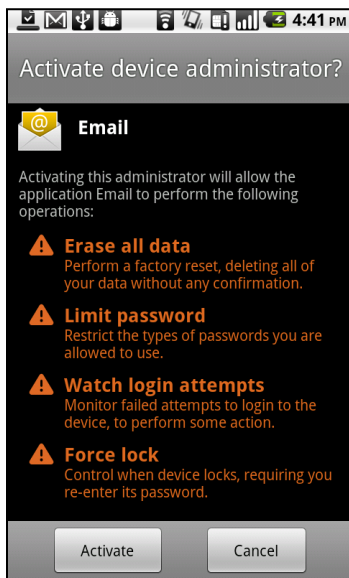 4:41 PM
Activate device administrator?
@
Email
Activating this administrator will allow the
application Email to perform the following
operations:
Erase all data
Perform a factory reset, deleting all of
your data without any confirmation.
Limit password
Restrict the types of passwords you are
allowed to use.
Watch login attempts
Monitor failed attempts to login to the
device, to perform some action.
Force lock
Control when device locks, requiring you
re-enter its password.
Activate
Cancel